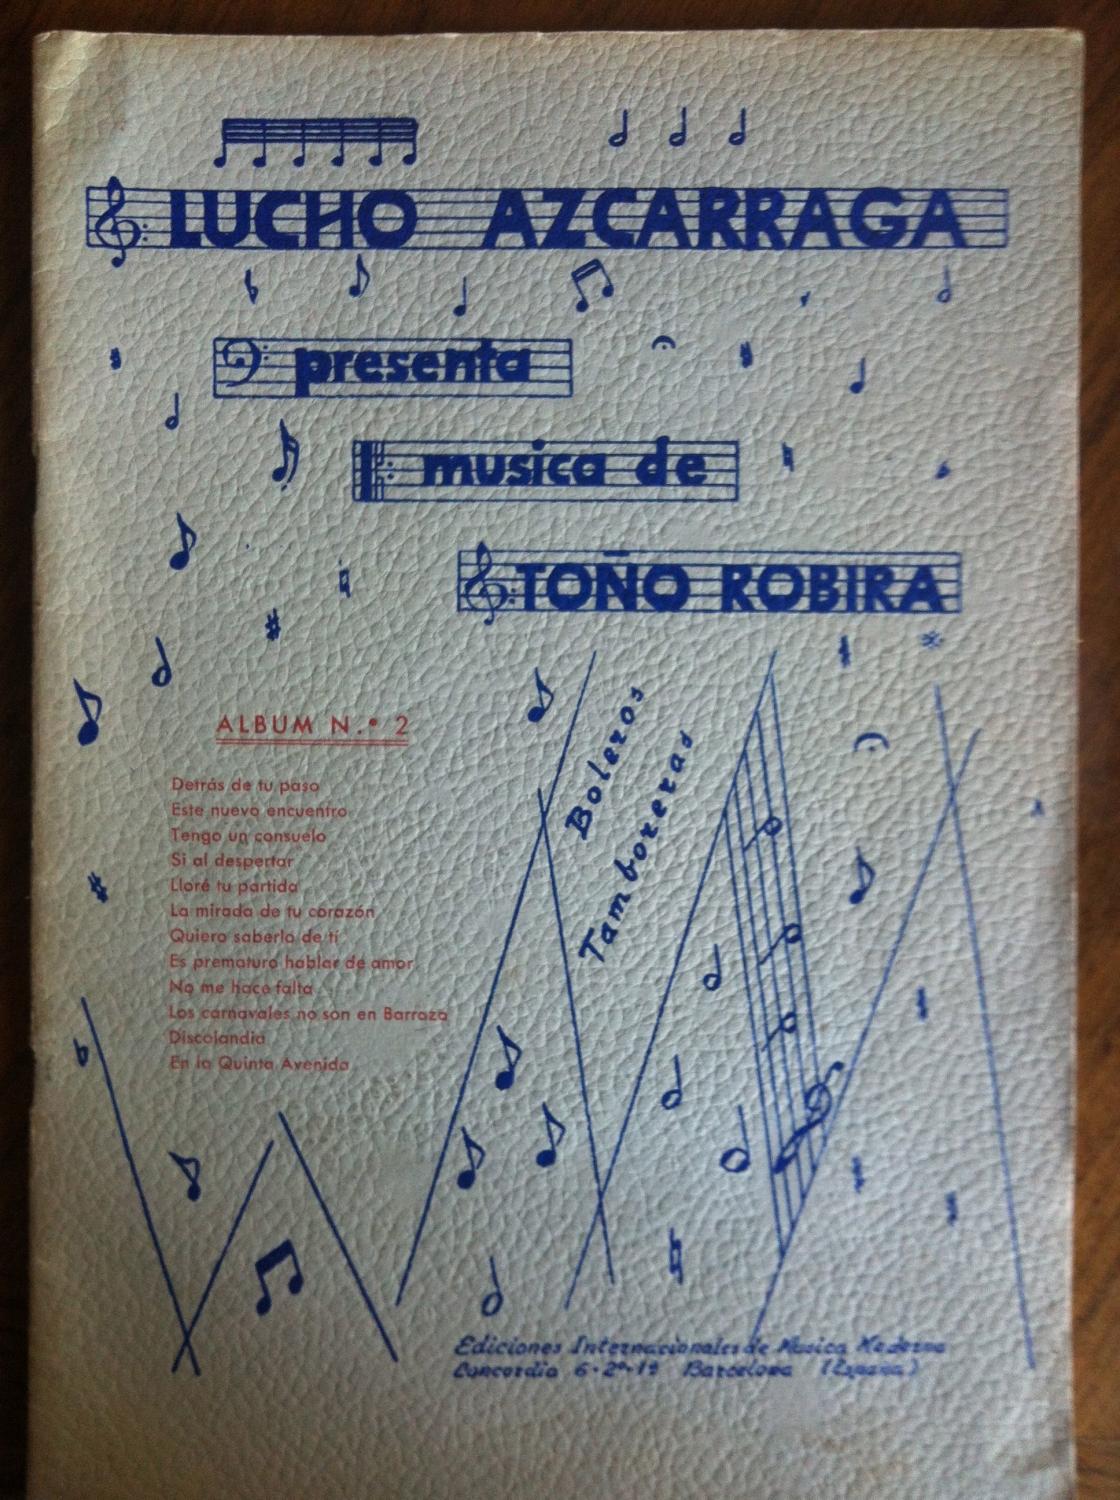 LUCHO AZCARRAGA
presenta
musica de
TOÑO ROBIRA
ALBUM N.º 2
Detrás de tu paso
Este nuevo encuentro
Tengo un consuelo
Si al despertar
Lloré tu partida
La mirada de tu corazón
Quiero saberlo de tí
Es prematuro hablar de amor
No me hace falta
Los carnavales no son en Barraza
Discolandia
En la Quinta Avenida
Boleros
Tamboreras
Ediciones Internacionales de Musica Moderna
Concordia 6-2º-1ª Barcelona (España)